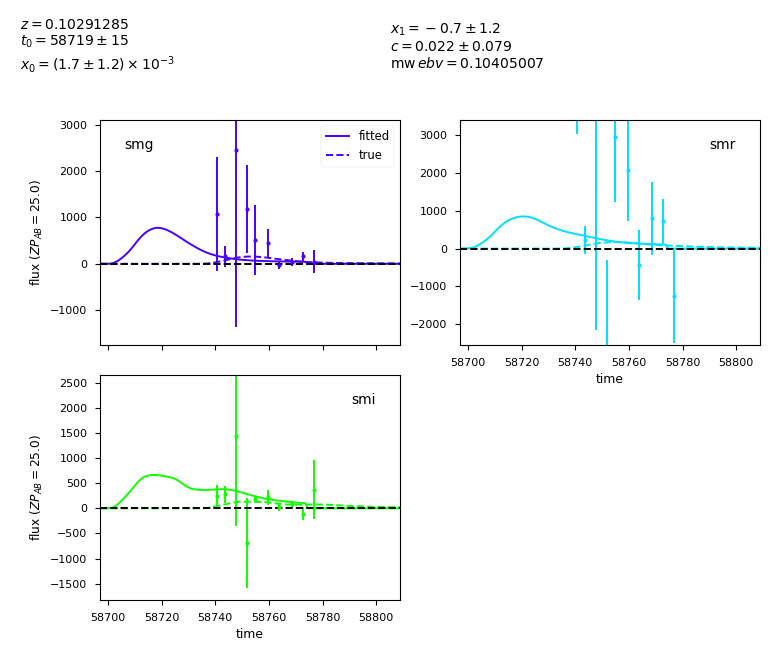 z = 0.10291285
t₀ = 58719 ± 15
x₀ = (1.7 ± 1.2) × 10⁻³
x₁ = −0.7 ± 1.2
c = 0.022 ± 0.079
mw ebv = 0.10405007
smg
fitted
true
3000
2000
1000
0
−1000
flux (ZP_AB = 25.0)
smr
3000
2000
1000
0
−1000
−2000
58700 58720 58740 58760 58780 58800
time
smi
2500
2000
1500
1000
500
0
−500
−1000
−1500
flux (ZP_AB = 25.0)
58700 58720 58740 58760 58780 58800
time